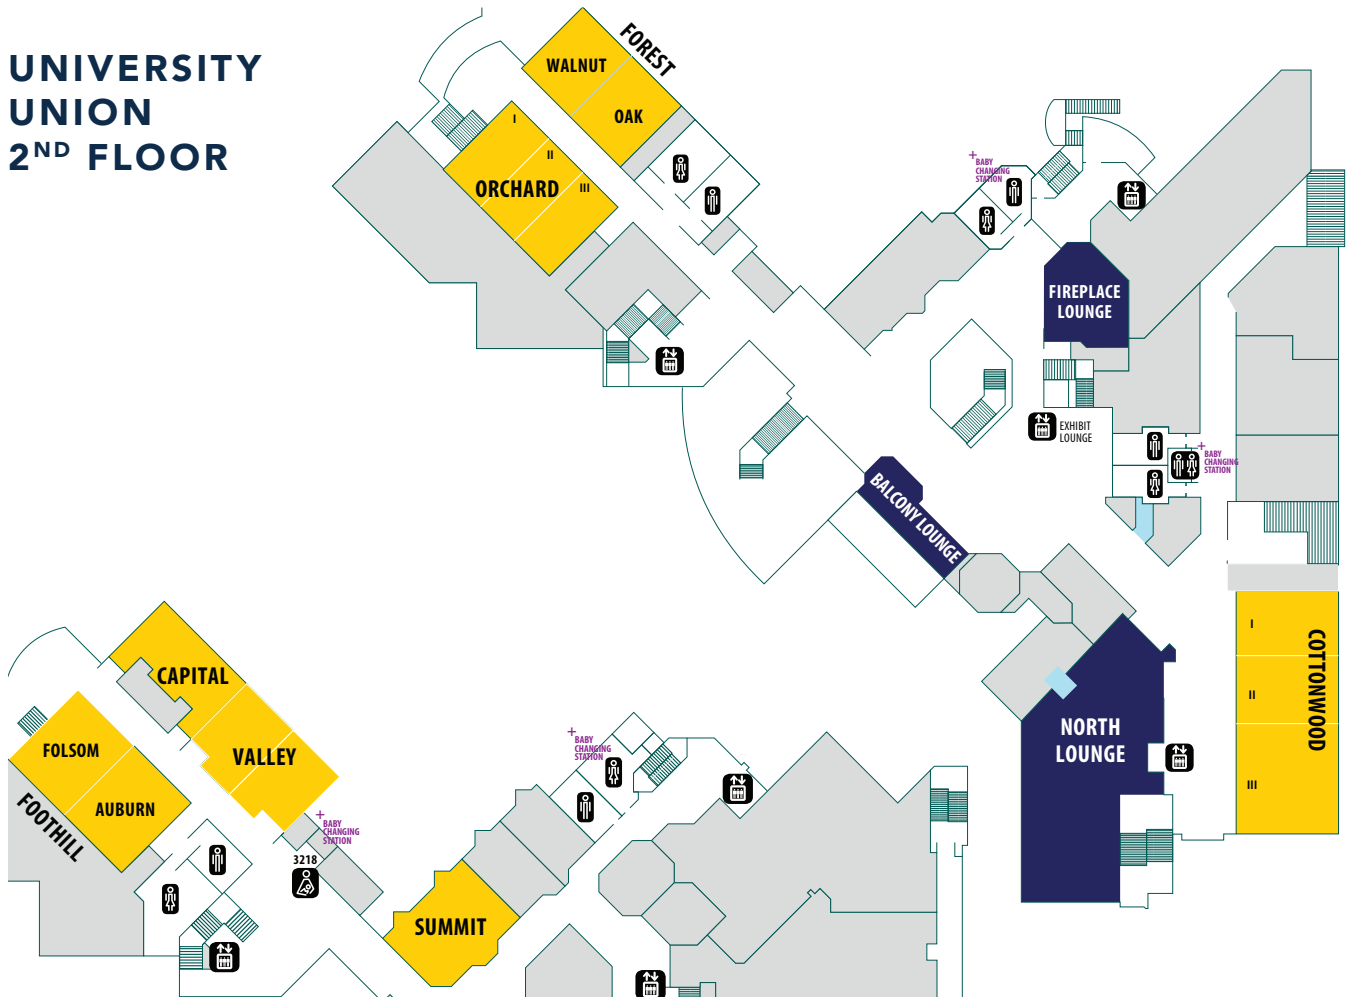 UNIVERSITY
UNION
2ND FLOOR
FOREST
WALNUT
OAK
I
II
III
ORCHARD
+
BABY
CHANGING
STATION
FIREPLACE
LOUNGE
EXHIBIT
LOUNGE
+
BABY
CHANGING
STATION
BALCONY LOUNGE
NORTH
LOUNGE
I
II
III
COTTONWOOD
CAPITAL
VALLEY
FOLSOM
AUBURN
FOOTHILL
+
BABY
CHANGING
STATION
3218
+
BABY
CHANGING
STATION
SUMMIT